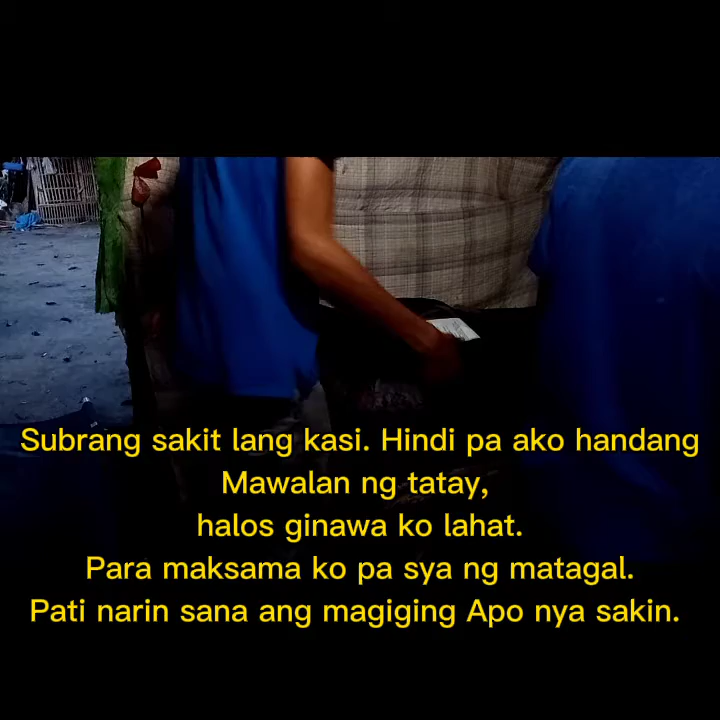 Subrang sakit lang kasi. Hindi pa ako handang
Mawalan ng tatay,
halos ginawa ko lahat.
Para maksama ko pa sya ng matagal.
Pati narin sana ang magiging Apo nya sakin.